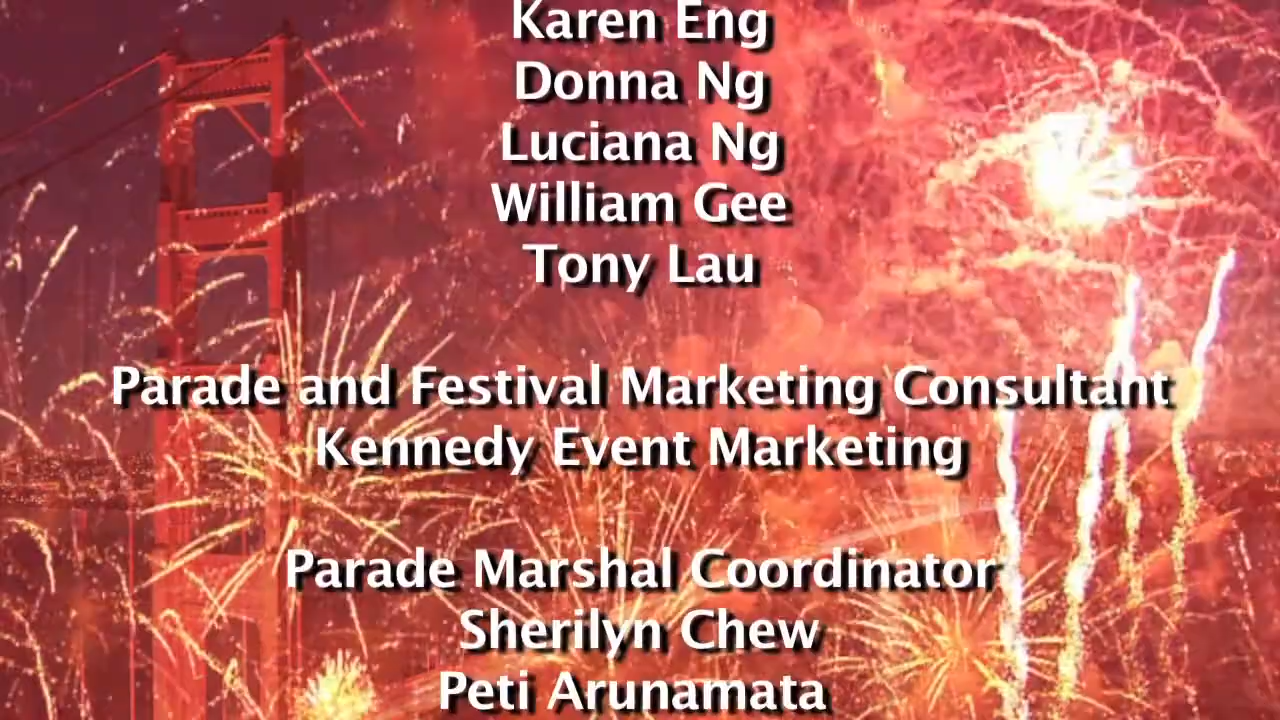 Karen Eng
Donna Ng
Luciana Ng
William Gee
Tony Lau
Parade and Festival Marketing Consultant
Kennedy Event Marketing
Parade Marshal Coordinator
Sherilyn Chew
Peti Arunamata